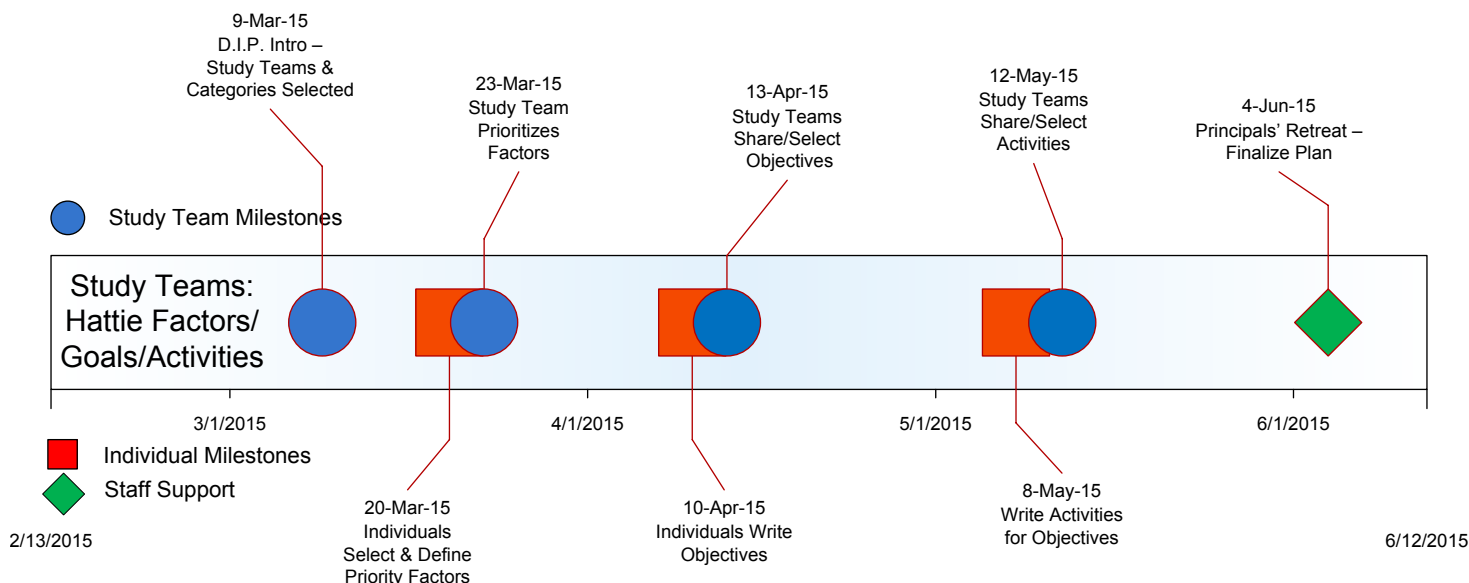 9-Mar-15
D.I.P. Intro –
Study Teams &
Categories Selected
23-Mar-15
Study Team
Prioritizes
Factors
13-Apr-15
Study Teams
Share/Select
Objectives
12-May-15
Study Teams
Share/Select
Activities
4-Jun-15
Principals’ Retreat –
Finalize Plan
Study Team Milestones
Study Teams:
Hattie Factors/
Goals/Activities
3/1/2015
4/1/2015
5/1/2015
6/1/2015
Individual Milestones
Staff Support
20-Mar-15
Individuals
Select & Define
Priority Factors
10-Apr-15
Individuals Write
Objectives
8-May-15
Write Activities
for Objectives
2/13/2015
6/12/2015